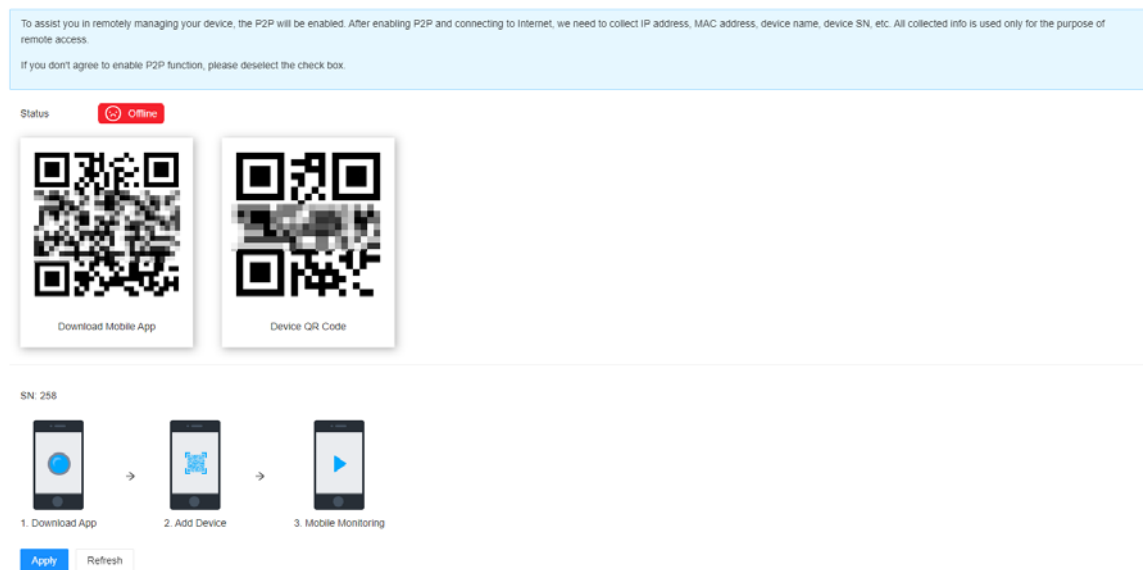 To assist you in remotely managing your device, the P2P will be enabled. After enabling P2P and connecting to Internet, we need to collect IP address, MAC address, device name, device SN, etc. All collected info is used only for the purpose of
remote access.
If you don't agree to enable P2P function, please deselect the check box.
Status
Offline
Download Mobile App
Device QR Code
SN: 258
1. Download App
2. Add Device
3. Mobile Monitoring
Apply
Refresh